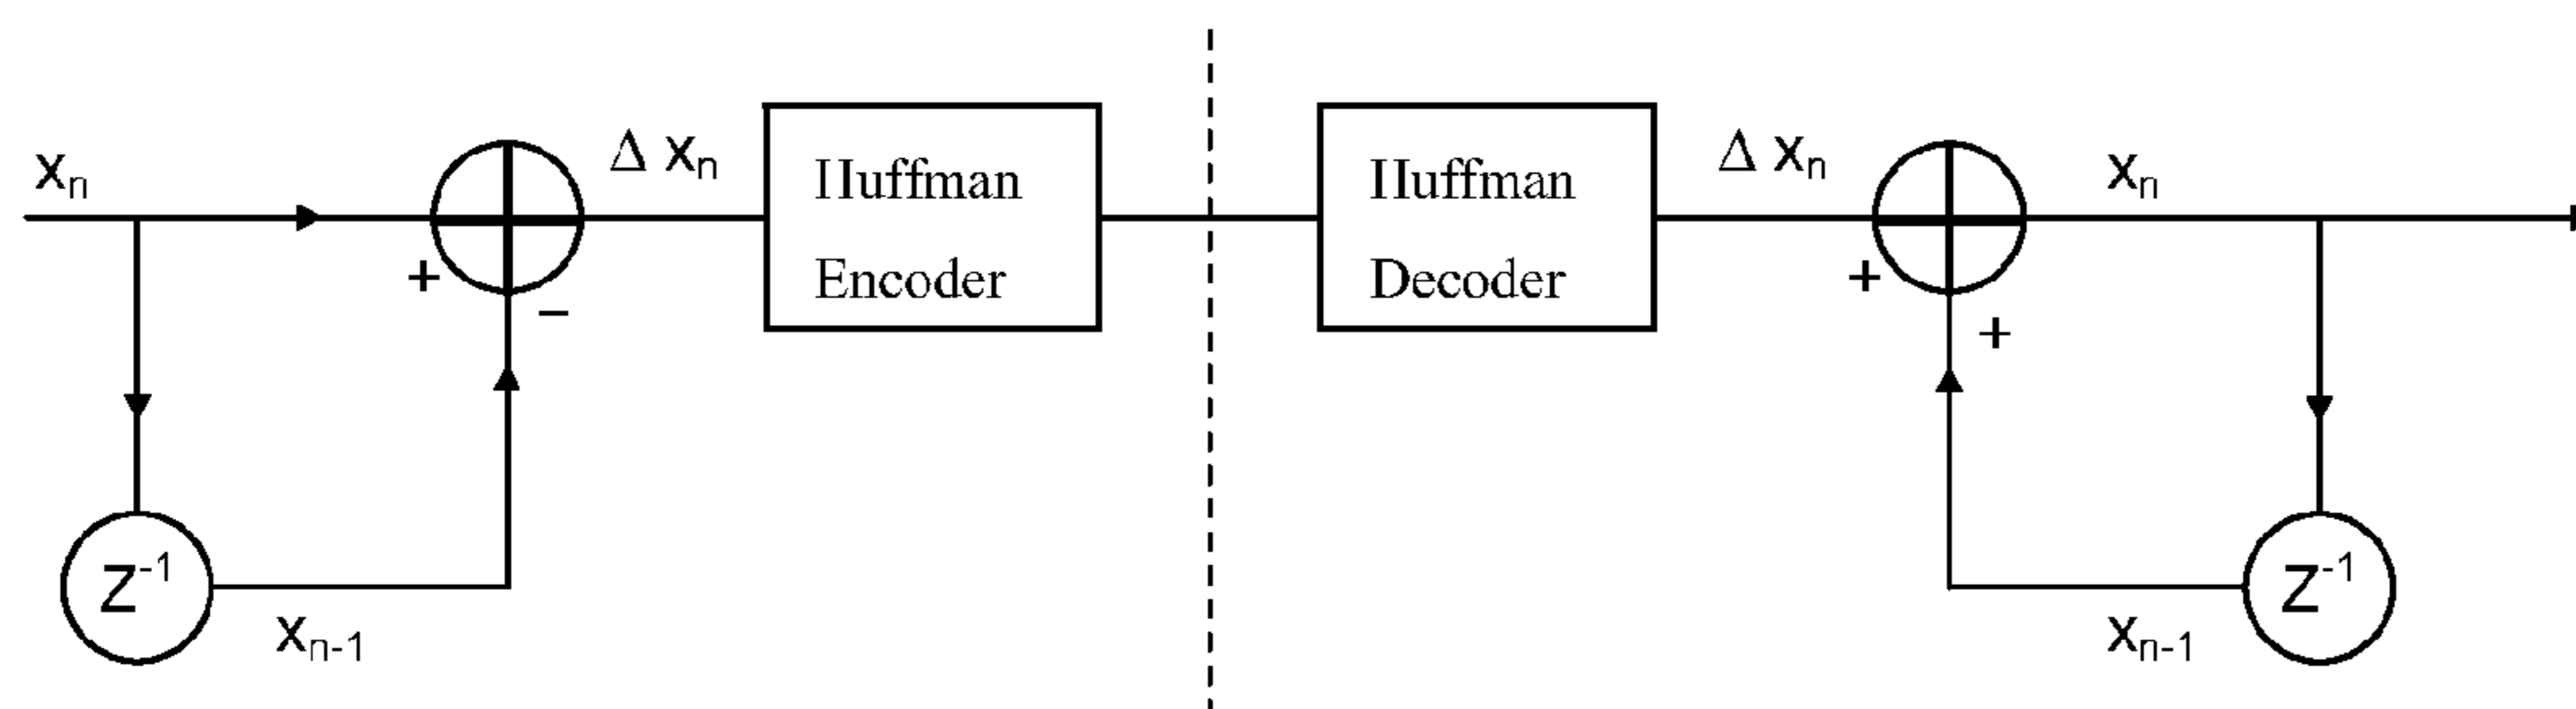 xₙ
+
−
Δ xₙ
Huffman
Encoder
Z⁻¹
xₙ₋₁
Huffman
Decoder
Δ xₙ
+
+
xₙ
Z⁻¹
xₙ₋₁